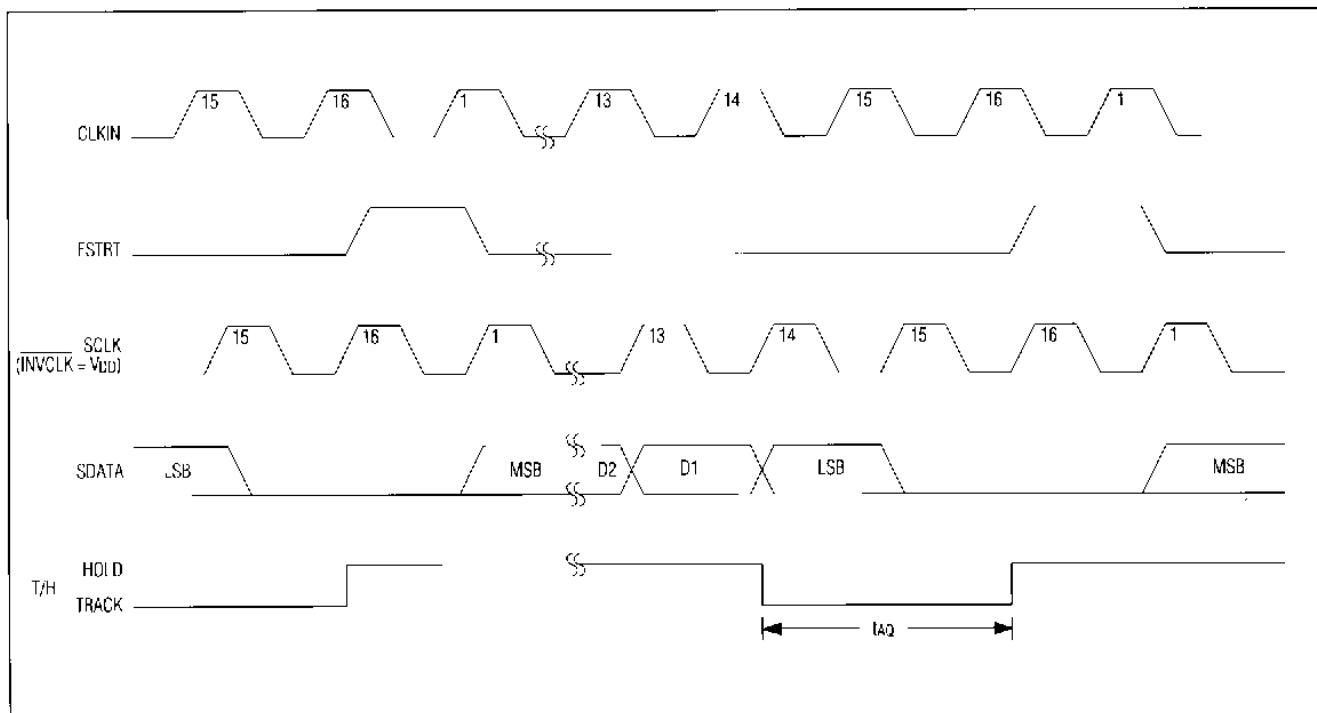 15 16 1 13 14 15 16 1
CLKIN
FSTRT
15 16 1 13 14 15 16 1
SCLK
(INVCLK = VDD)
SDATA LSB MSB D2 D1 LSB MSB
HOLD
T/H
TRACK
tAQ